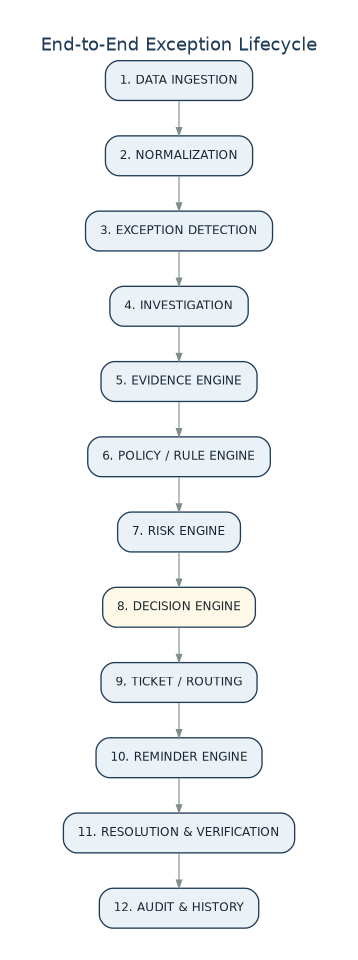 End-to-End Exception Lifecycle
1. DATA INGESTION
2. NORMALIZATION
3. EXCEPTION DETECTION
4. INVESTIGATION
5. EVIDENCE ENGINE
6. POLICY / RULE ENGINE
7. RISK ENGINE
8. DECISION ENGINE
9. TICKET / ROUTING
10. REMINDER ENGINE
11. RESOLUTION & VERIFICATION
12. AUDIT & HISTORY